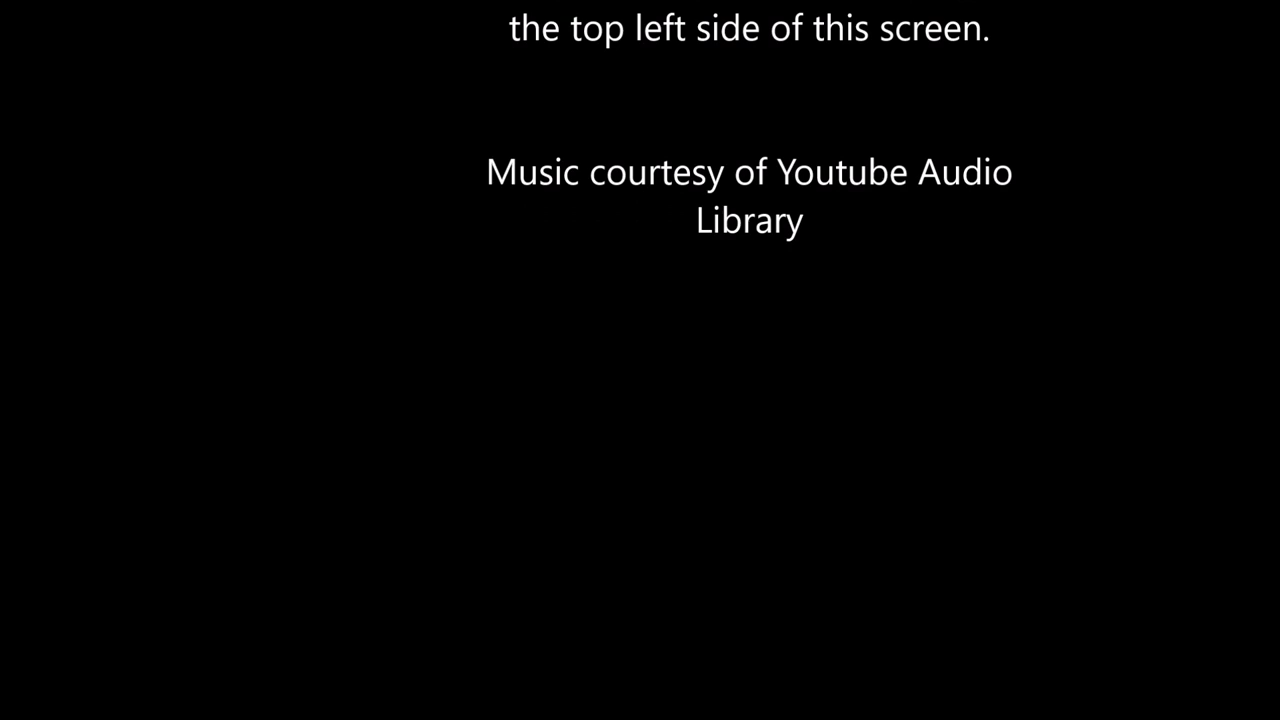 the top left side of this screen.
Music courtesy of Youtube Audio
Library